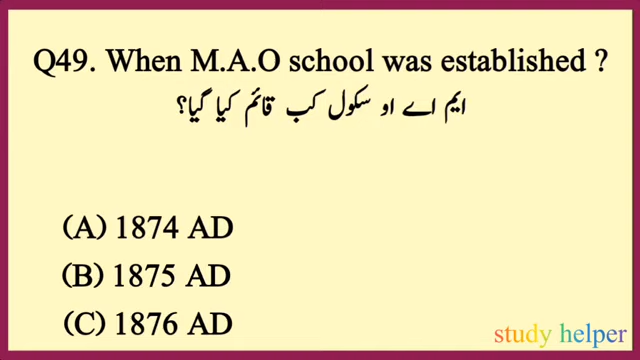 Q49. When M.A.O school was established ?
ایم اے او سکول کب قائم کیا گیا؟
(A) 1874 AD
(B) 1875 AD
(C) 1876 AD
study helper